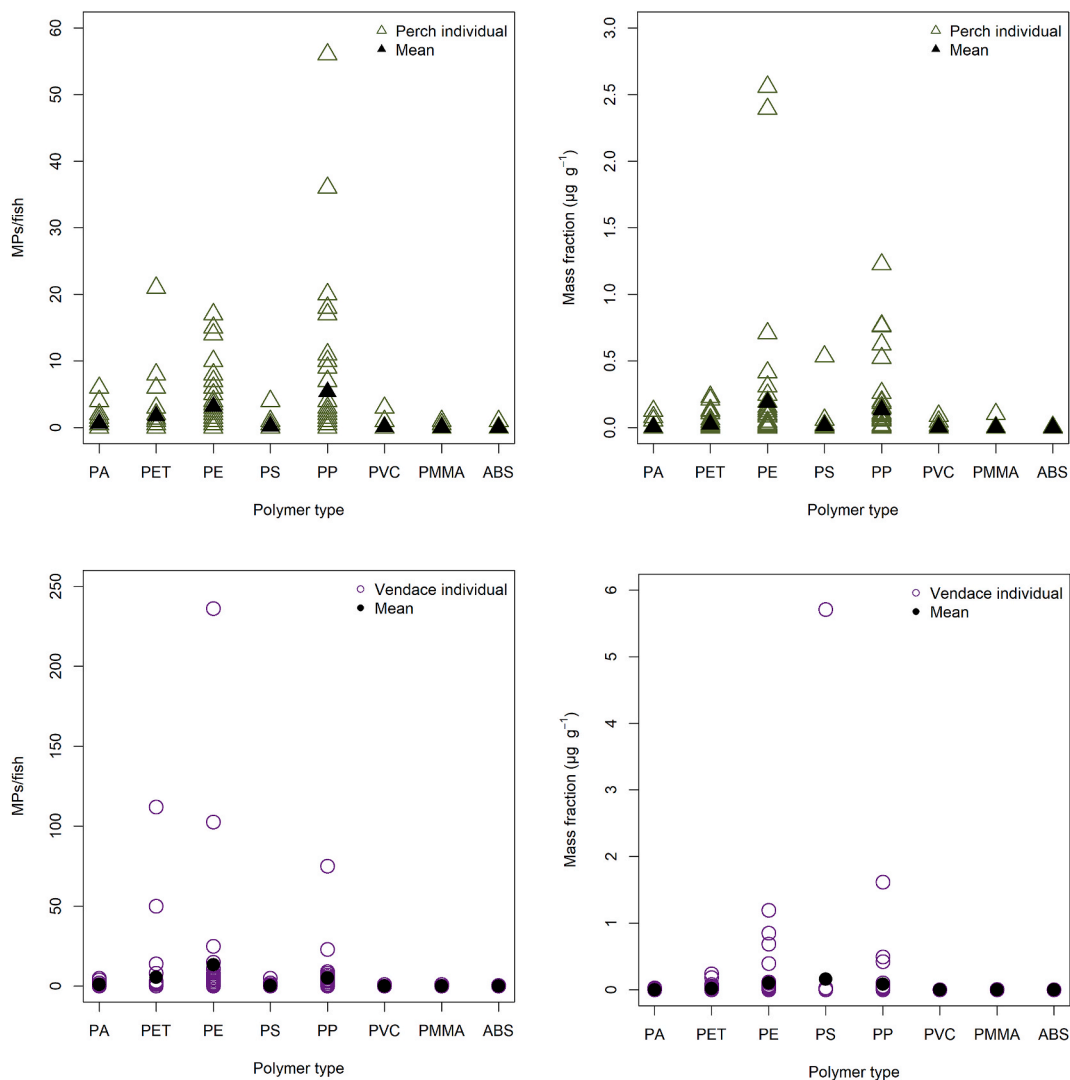 60
50
40
30
20
10
0
MPs/fish
Perch individual
Mean
PA PET PE PS PP PVC PMMA ABS
Polymer type
3.0
2.5
2.0
1.5
1.0
0.5
0.0
Mass fraction (µg g⁻¹)
Perch individual
Mean
PA PET PE PS PP PVC PMMA ABS
Polymer type
250
200
150
100
50
0
MPs/fish
Vendace individual
Mean
PA PET PE PS PP PVC PMMA ABS
Polymer type
6
5
4
3
2
1
0
Mass fraction (µg g⁻¹)
Vendace individual
Mean
PA PET PE PS PP PVC PMMA ABS
Polymer type